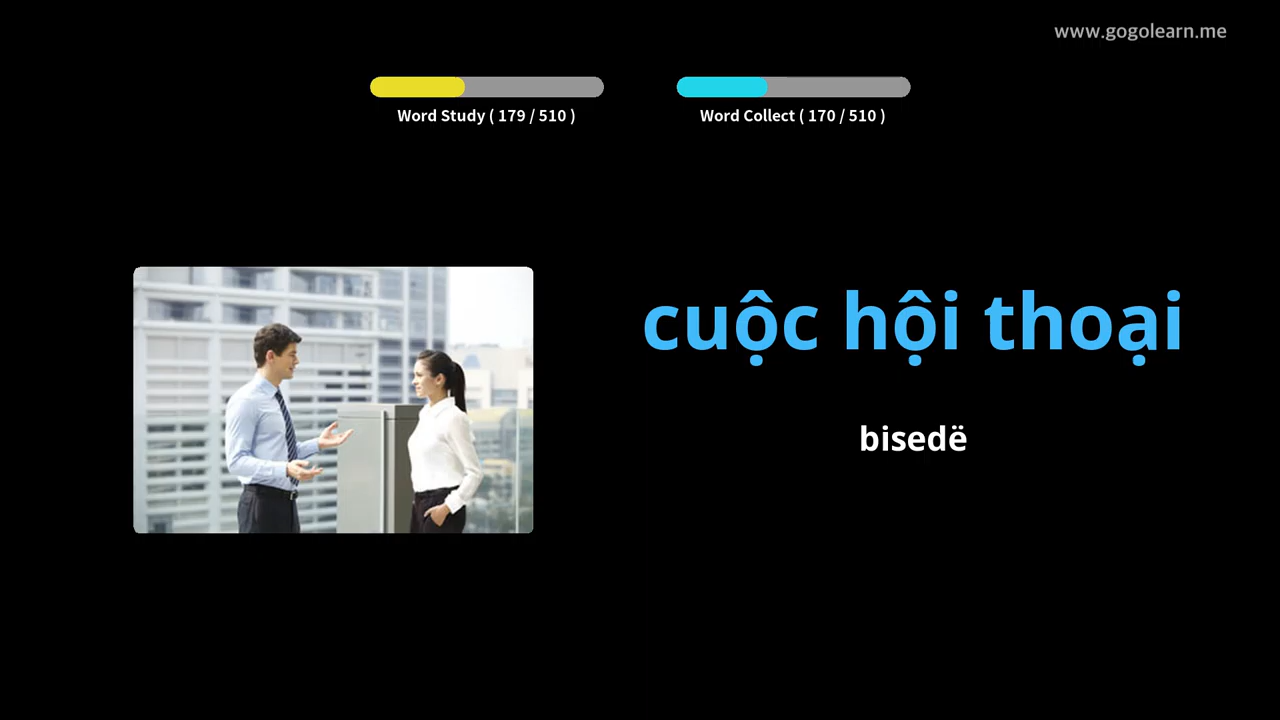 www.gogolearn.me
Word Study ( 179 / 510 )
Word Collect ( 170 / 510 )
cuộc hội thoại
bisedë